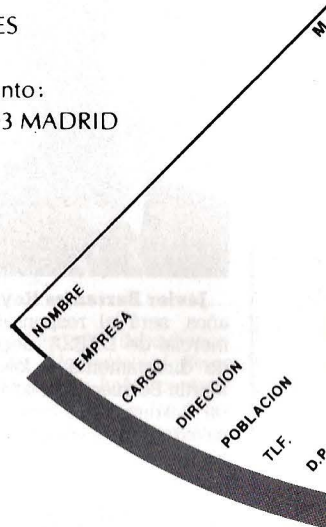 ES
nto:
3 MADRID
M
NOMBRE
EMPRESA
CARGO
DIRECCION
POBLACION
TLF.
D.P